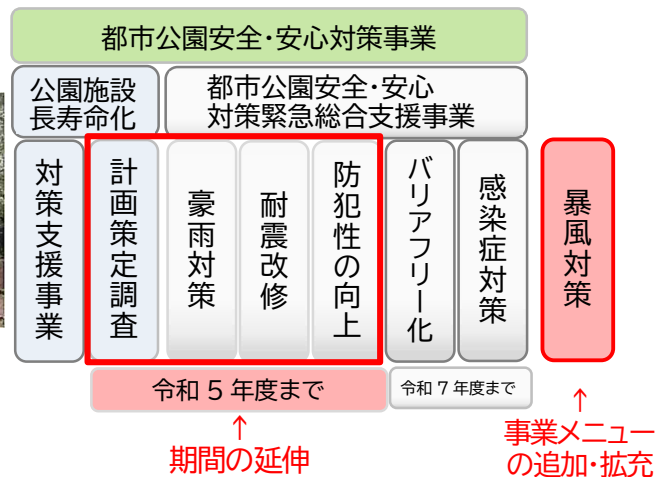 都市公園安全・安心対策事業
公園施設
長寿命化
都市公園安全・安心
対策緊急総合支援事業
対策支援事業
計画策定調査
豪雨対策
耐震改修
防犯性の向上
バリアフリー化
感染症対策
暴風対策
令和5年度まで
令和7年度まで
↑
期間の延伸
↑
事業メニュー
の追加・拡充